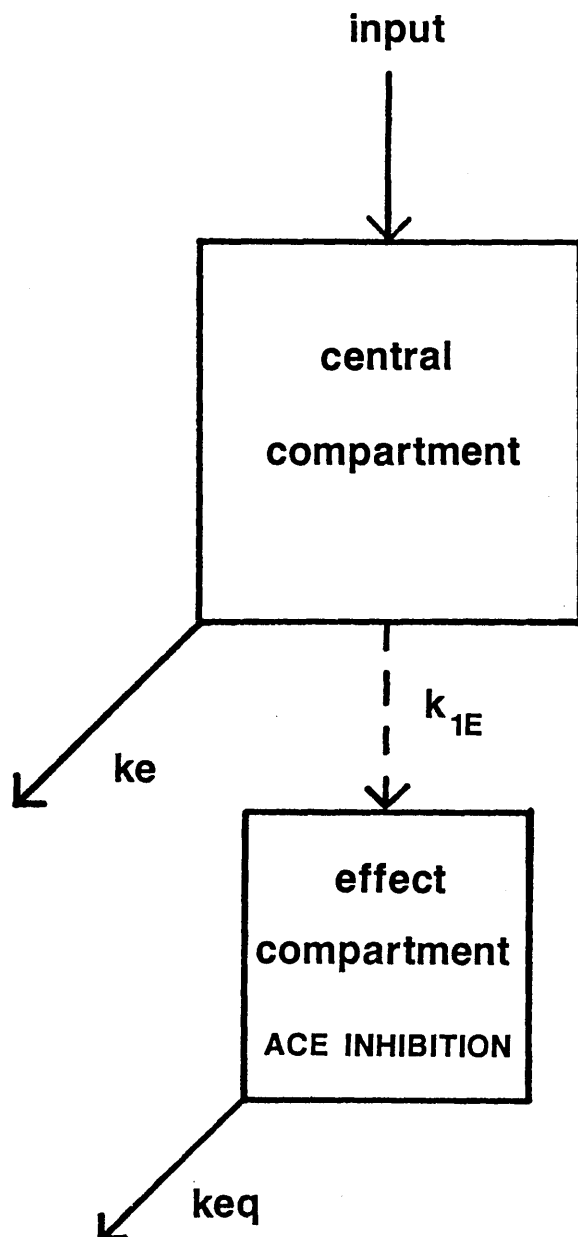 input
central
compartment
k1E
ke
effect
compartment
ACE INHIBITION
keq